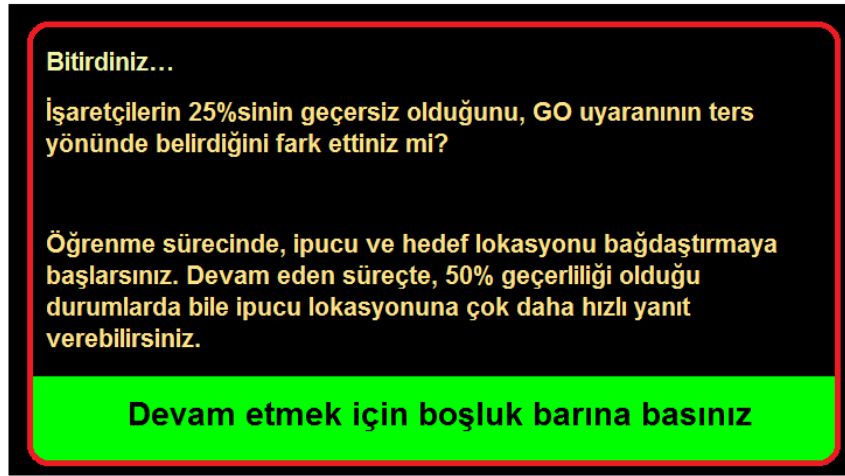 Bitirdiniz…
İşaretçilerin 25%sinin geçersiz olduğunu, GO uyaranının ters
yönünde belirdiğini fark ettiniz mi?
Öğrenme sürecinde, ipucu ve hedef lokasyonu bağdaştırmaya
başlarsınız. Devam eden süreçte, 50% geçerliliği olduğu
durumlarda bile ipucu lokasyonuna çok daha hızlı yanıt
verebilirsiniz.
Devam etmek için boşluk barına basınız